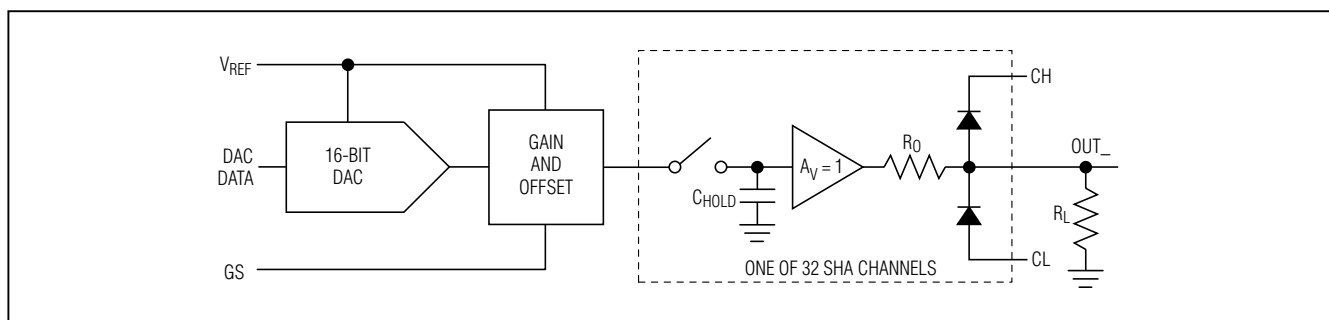 V_REF
DAC
DATA
16-BIT
DAC
GAIN
AND
OFFSET
GS
C_HOLD
A_V = 1
R_O
CH
OUT_
R_L
CL
ONE OF 32 SHA CHANNELS